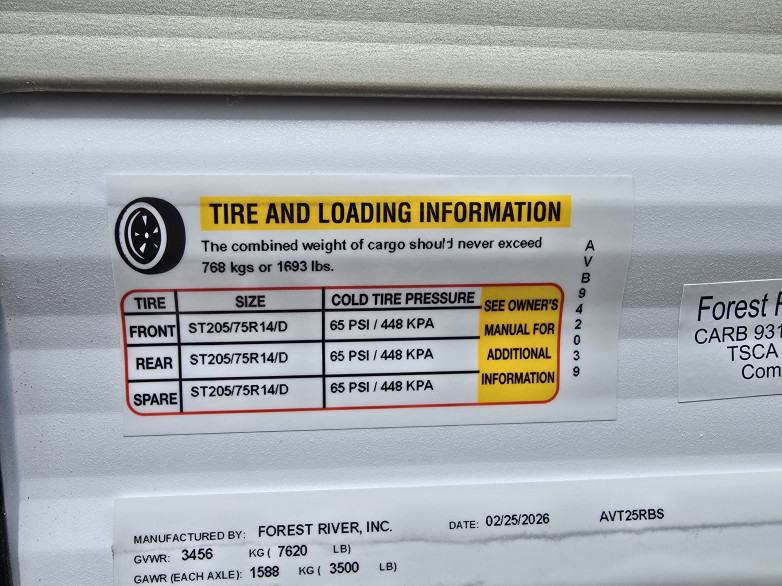 TIRE AND LOADING INFORMATION
The combined weight of cargo should never exceed
768 kgs or 1693 lbs.
TIRE SIZE COLD TIRE PRESSURE
FRONT ST205/75R14/D 65 PSI / 448 KPA
REAR ST205/75R14/D 65 PSI / 448 KPA
SPARE ST205/75R14/D 65 PSI / 448 KPA
SEE OWNER'S
MANUAL FOR
ADDITIONAL
INFORMATION
AVB942039
Forest
CARB 931
TSCA
Com
MANUFACTURED BY: FOREST RIVER, INC. DATE: 02/25/2026 AVT25RBS
GVWR: 3456 KG ( 7620 LB)
GAWR (EACH AXLE): 1588 KG ( 3500 LB)